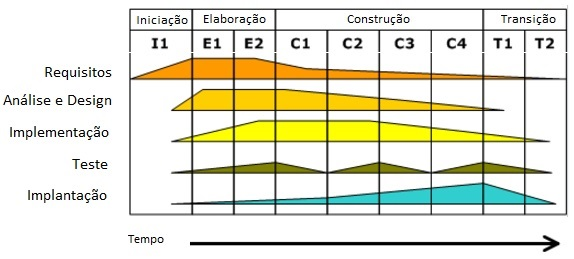 Iniciação Elaboração Construção Transição
I1 E1 E2 C1 C2 C3 C4 T1 T2
Requisitos
Análise e Design
Implementação
Teste
Implantação
Tempo